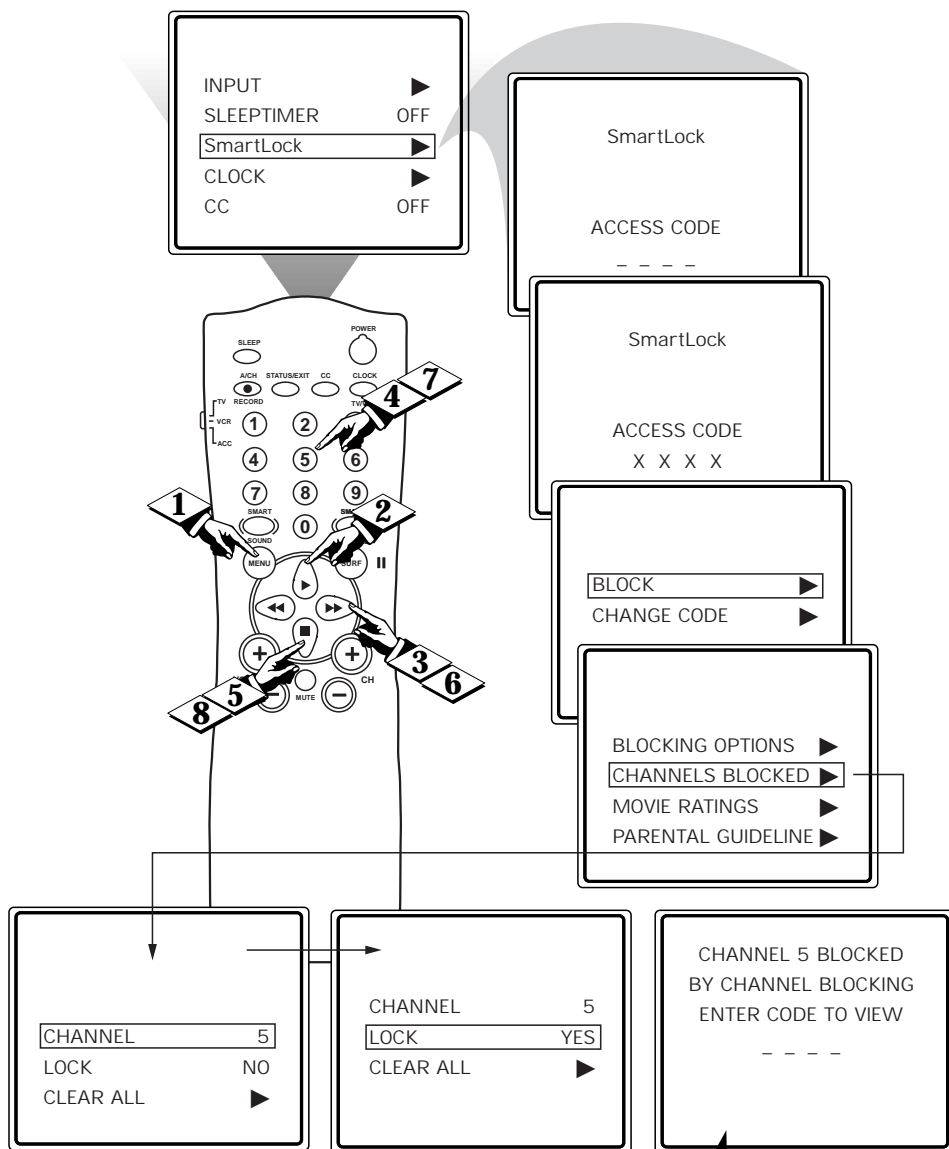 INPUT ▶
SLEEPTIMER OFF
SmartLock ▶
CLOCK ▶
CC OFF
SmartLock
ACCESS CODE
_ _ _ _
SmartLock
ACCESS CODE
X X X X
BLOCK ▶
CHANGE CODE ▶
BLOCKING OPTIONS ▶
CHANNELS BLOCKED ▶
MOVIE RATINGS ▶
PARENTAL GUIDELINE ▶
SLEEP
POWER
A/CH STATUS/EXIT CC CLOCK
TV RECORD
VCR
ACC
1 2
4 5 6
7 8 9
SMART
0
SOUND
MENU
SURF
MUTE
CH
4 7
1
2
3 6
8 5
CHANNEL 5
LOCK NO
CLEAR ALL ▶
CHANNEL 5
LOCK YES
CLEAR ALL ▶
CHANNEL 5 BLOCKED
BY CHANNEL BLOCKING
ENTER CODE TO VIEW
_ _ _ _